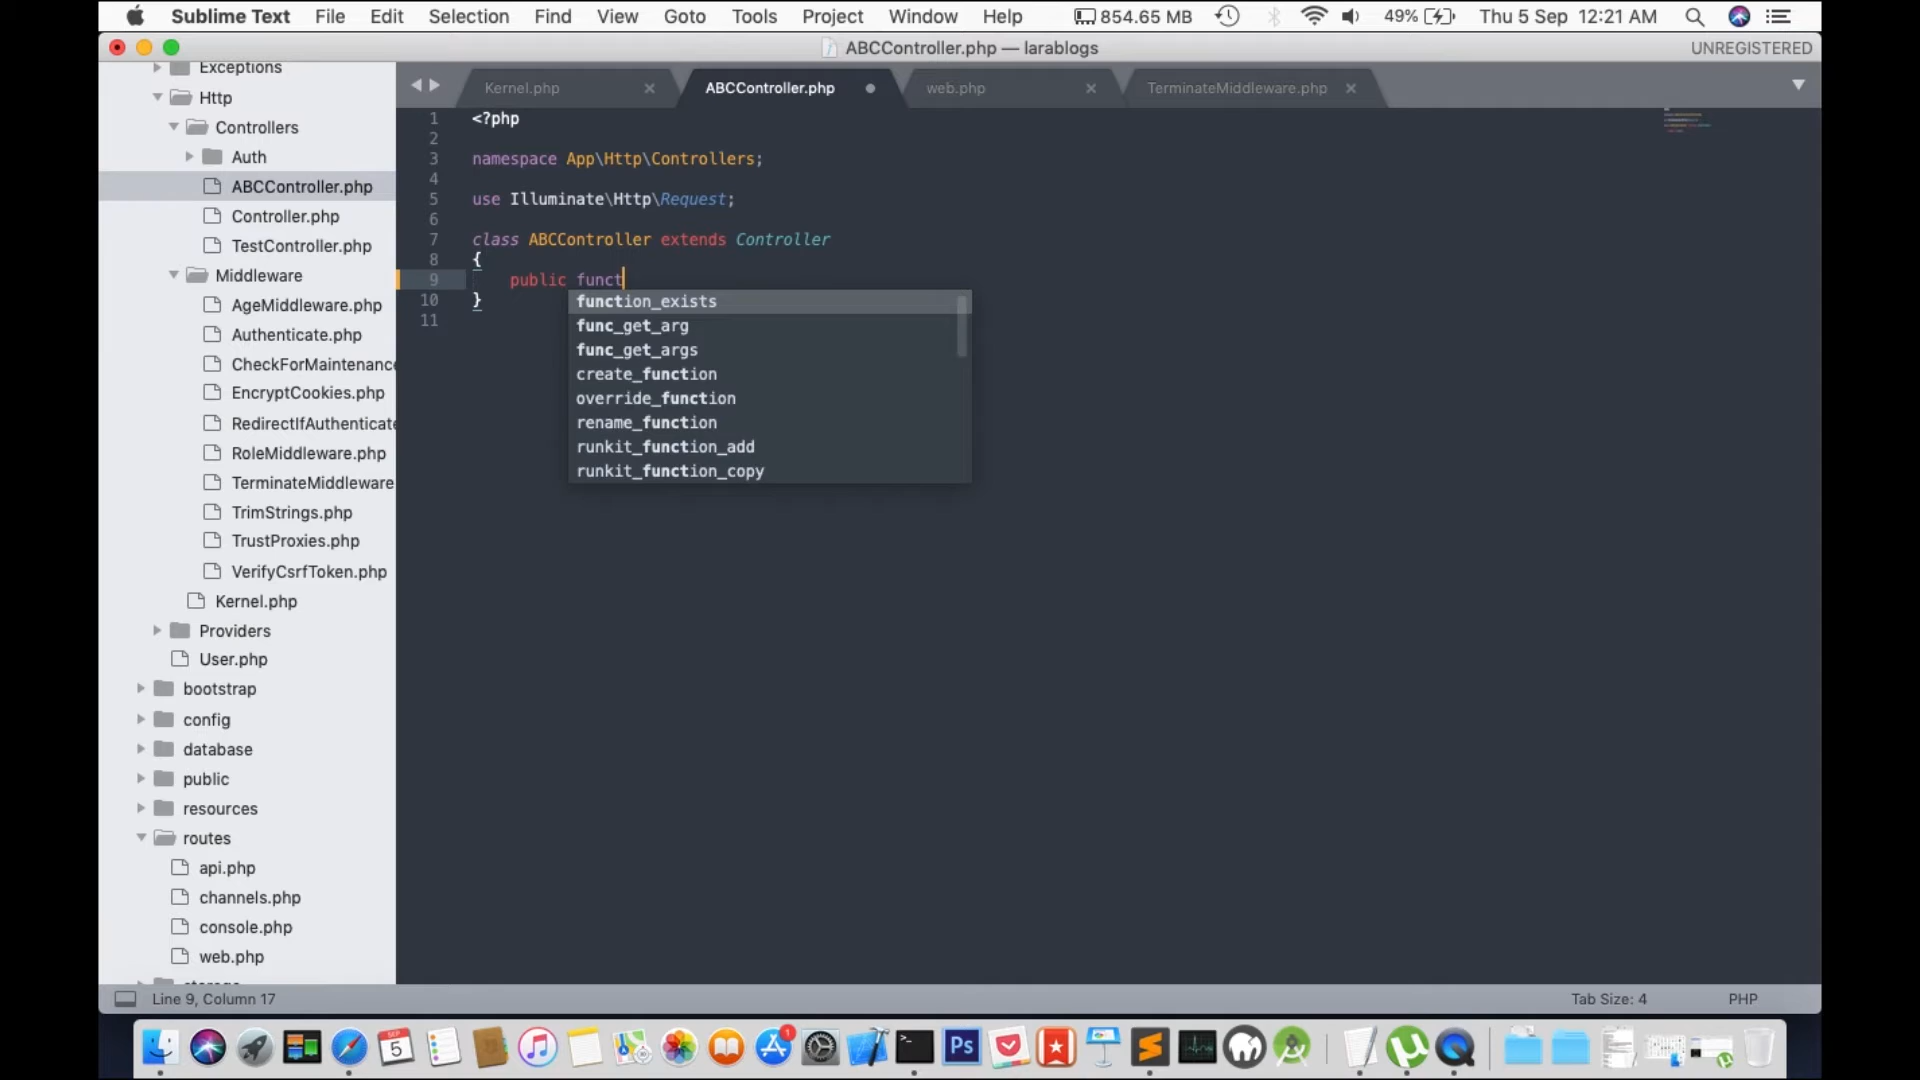 Sublime Text File Edit Selection Find View Goto Tools Project Window Help 854.65 MB 49% Thu 5 Sep 12:21 AM
ABCController.php — larablogs
UNREGISTERED
Exceptions
Http
Controllers
Auth
ABCController.php
Controller.php
TestController.php
Middleware
AgeMiddleware.php
Authenticate.php
CheckForMaintenance
EncryptCookies.php
RedirectIfAuthenticate
RoleMiddleware.php
TerminateMiddleware
TrimStrings.php
TrustProxies.php
VerifyCsrfToken.php
Kernel.php
Providers
User.php
bootstrap
config
database
public
resources
routes
api.php
channels.php
console.php
web.php
Kernel.php ABCController.php web.php TerminateMiddleware.php
1 <?php
2
3 namespace App\Http\Controllers;
4
5 use Illuminate\Http\Request;
6
7 class ABCController extends Controller
8 {
9 public funct
10 }
11
function_exists
func_get_arg
func_get_args
create_function
override_function
rename_function
runkit_function_add
runkit_function_copy
Line 9, Column 17
Tab Size: 4
PHP
SEP
5
1
>_
Ps